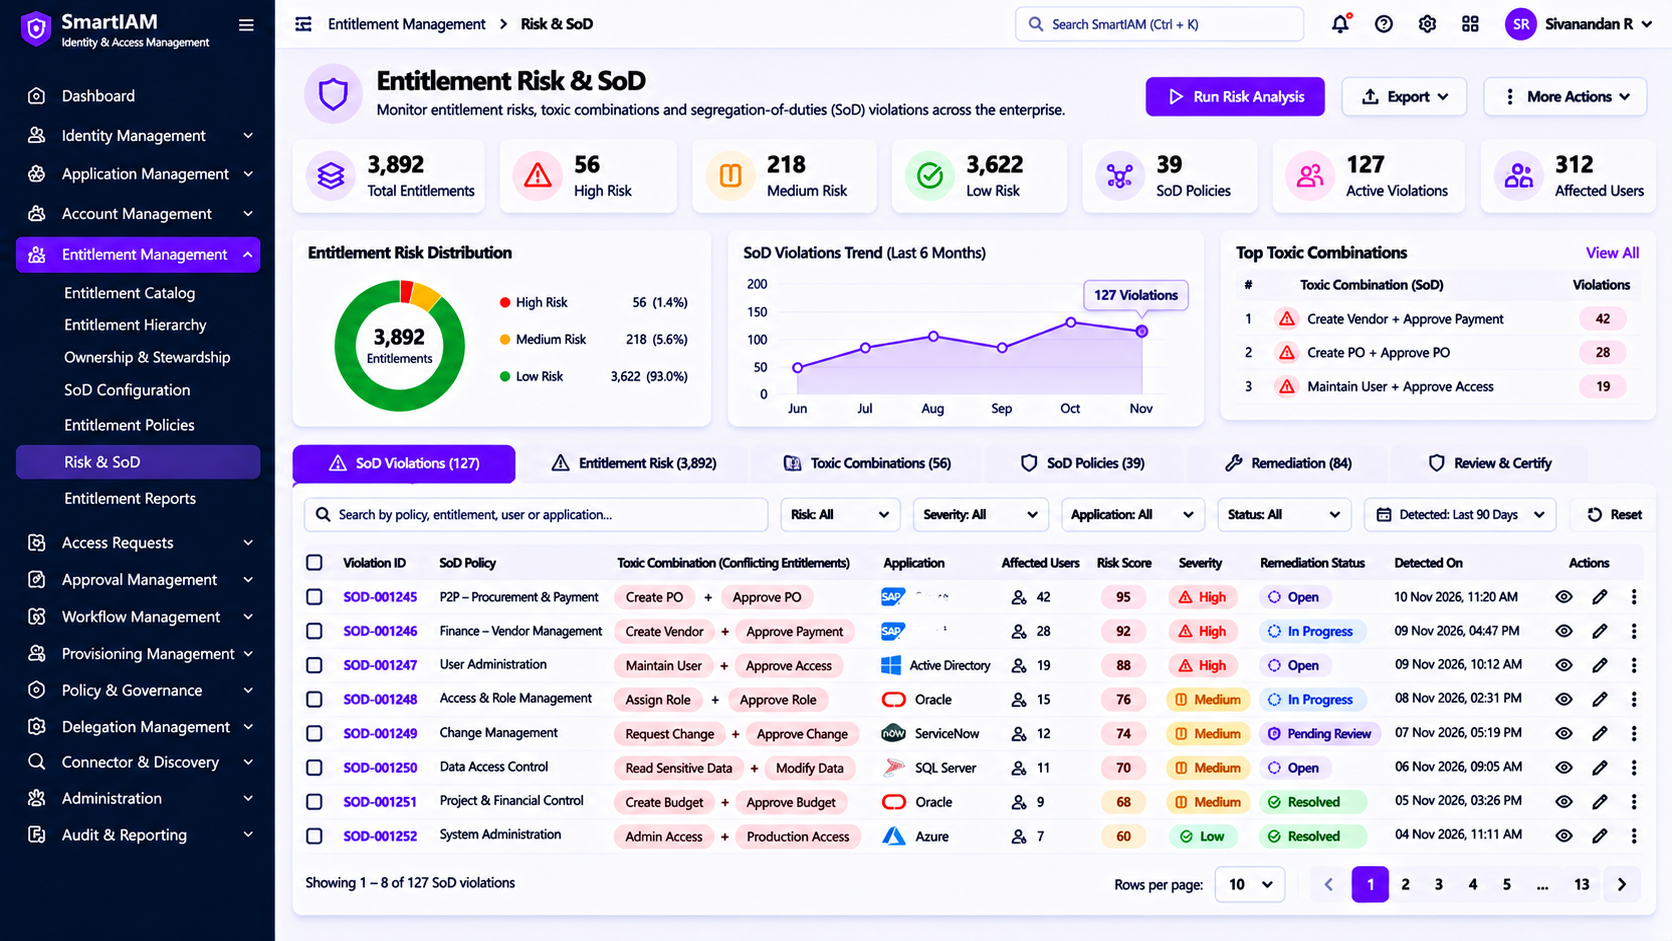 SmartIAM
Identity & Access Management
Dashboard
Identity Management
Application Management
Account Management
Entitlement Management
Entitlement Catalog
Entitlement Hierarchy
Ownership & Stewardship
SoD Configuration
Entitlement Policies
Risk & SoD
Entitlement Reports
Access Requests
Approval Management
Workflow Management
Provisioning Management
Policy & Governance
Delegation Management
Connector & Discovery
Administration
Audit & Reporting
Entitlement Management > Risk & SoD
Search SmartIAM (Ctrl + K)
SR Sivanandan R
Entitlement Risk & SoD
Monitor entitlement risks, toxic combinations and segregation-of-duties (SoD) violations across the enterprise.
Run Risk Analysis
Export
More Actions
3,892
Total Entitlements
56
High Risk
218
Medium Risk
3,622
Low Risk
39
SoD Policies
127
Active Violations
312
Affected Users
Entitlement Risk Distribution
3,892
Entitlements
High Risk 56 (1.4%)
Medium Risk 218 (5.6%)
Low Risk 3,622 (93.0%)
SoD Violations Trend (Last 6 Months)
200
150
100
50
0
127 Violations
Jun Jul Aug Sep Oct Nov
Top Toxic Combinations View All
# Toxic Combination (SoD) Violations
1 Create Vendor + Approve Payment 42
2 Create PO + Approve PO 28
3 Maintain User + Approve Access 19
SoD Violations (127) Entitlement Risk (3,892) Toxic Combinations (56) SoD Policies (39) Remediation (84) Review & Certify
Search by policy, entitlement, user or application... Risk: All Severity: All Application: All Status: All Detected: Last 90 Days Reset
Violation ID SoD Policy Toxic Combination (Conflicting Entitlements) Application Affected Users Risk Score Severity Remediation Status Detected On Actions
SOD-001245 P2P – Procurement & Payment Create PO + Approve PO SAP 42 95 High Open 10 Nov 2026, 11:20 AM
SOD-001246 Finance – Vendor Management Create Vendor + Approve Payment SAP 28 92 High In Progress 09 Nov 2026, 04:47 PM
SOD-001247 User Administration Maintain User + Approve Access Active Directory 19 88 High Open 09 Nov 2026, 10:12 AM
SOD-001248 Access & Role Management Assign Role + Approve Role Oracle 15 76 Medium In Progress 08 Nov 2026, 02:31 PM
SOD-001249 Change Management Request Change + Approve Change now ServiceNow 12 74 Medium Pending Review 07 Nov 2026, 05:19 PM
SOD-001250 Data Access Control Read Sensitive Data + Modify Data SQL Server 11 70 Medium Open 06 Nov 2026, 09:05 AM
SOD-001251 Project & Financial Control Create Budget + Approve Budget Oracle 9 68 Medium Resolved 05 Nov 2026, 03:26 PM
SOD-001252 System Administration Admin Access + Production Access Azure 7 60 Low Resolved 04 Nov 2026, 11:11 AM
Showing 1 – 8 of 127 SoD violations
Rows per page: 10 1 2 3 4 5 ... 13